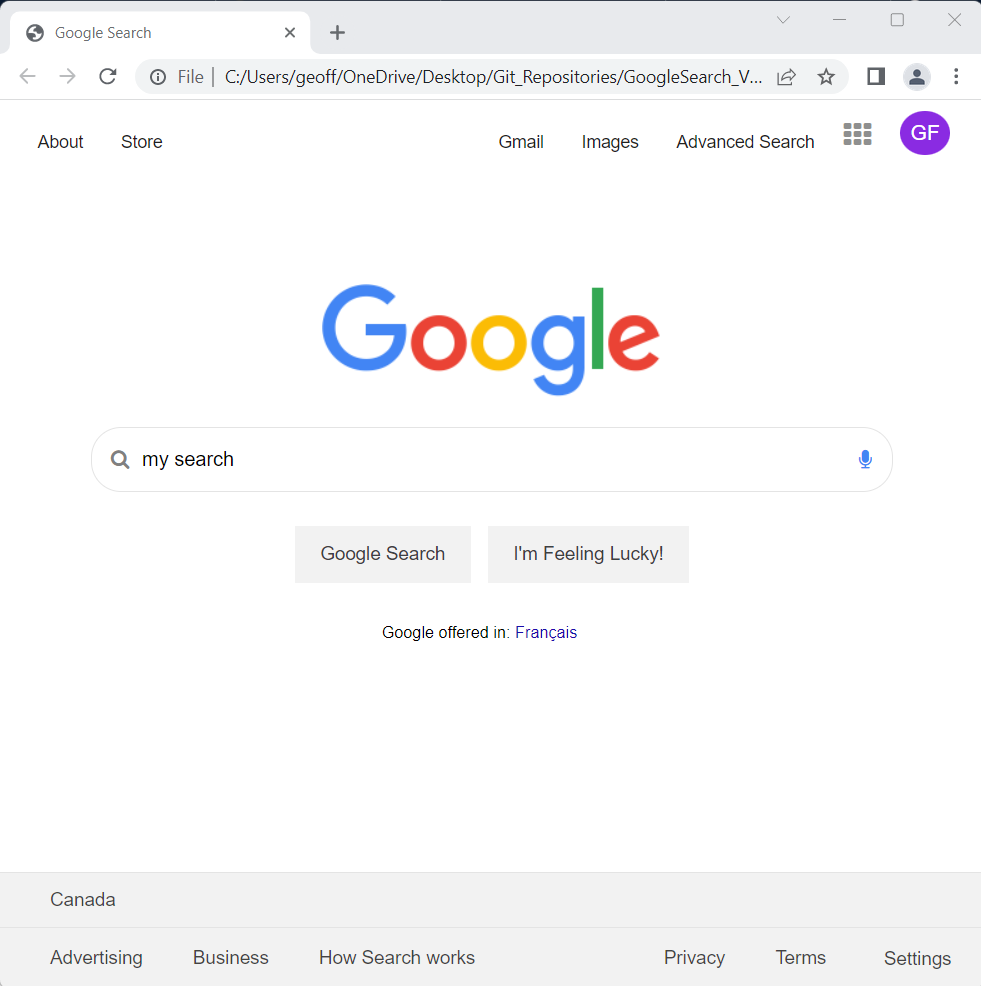 Google Search
File | C:/Users/geoff/OneDrive/Desktop/Git_Repositories/GoogleSearch_V...
About Store Gmail Images Advanced Search GF
Google
my search
Google Search I'm Feeling Lucky!
Google offered in: Français
Canada
Advertising Business How Search works Privacy Terms Settings